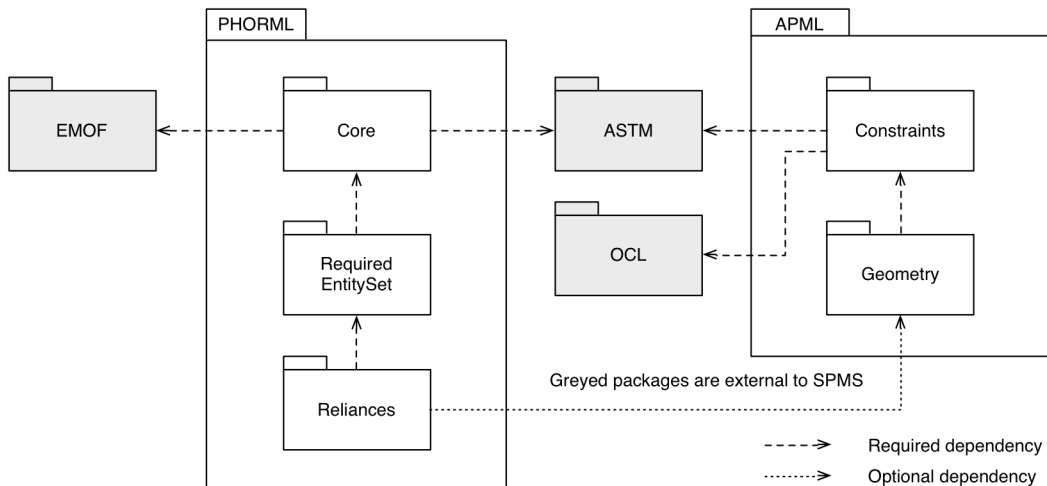 PHORML
APML
EMOF
Core
ASTM
Constraints
Required
EntitySet
OCL
Geometry
Reliances
Greyed packages are external to SPMS
Required dependency
Optional dependency